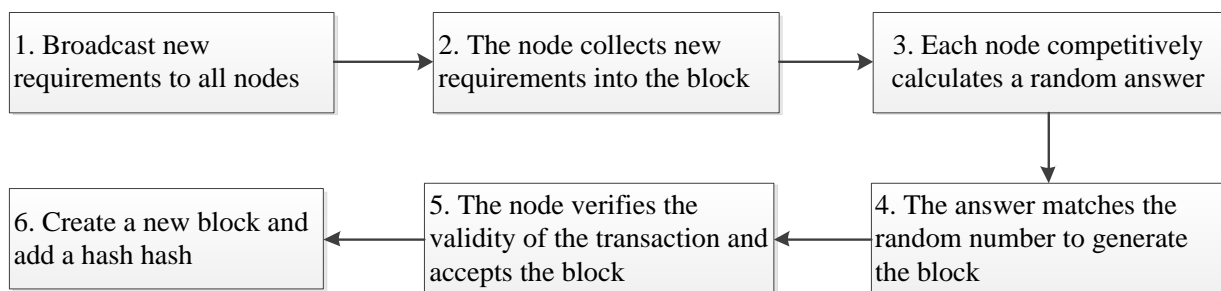 1. Broadcast new
requirements to all nodes
2. The node collects new
requirements into the block
3. Each node competitively
calculates a random answer
4. The answer matches the
random number to generate
the block
5. The node verifies the
validity of the transaction and
accepts the block
6. Create a new block and
add a hash hash